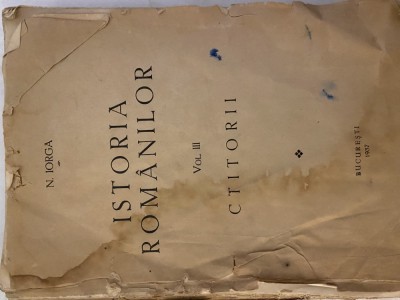 N. IORGA
ISTORIA
ROMÂNILOR
VOL. III
CTITORII
BUCUREȘTI
1937